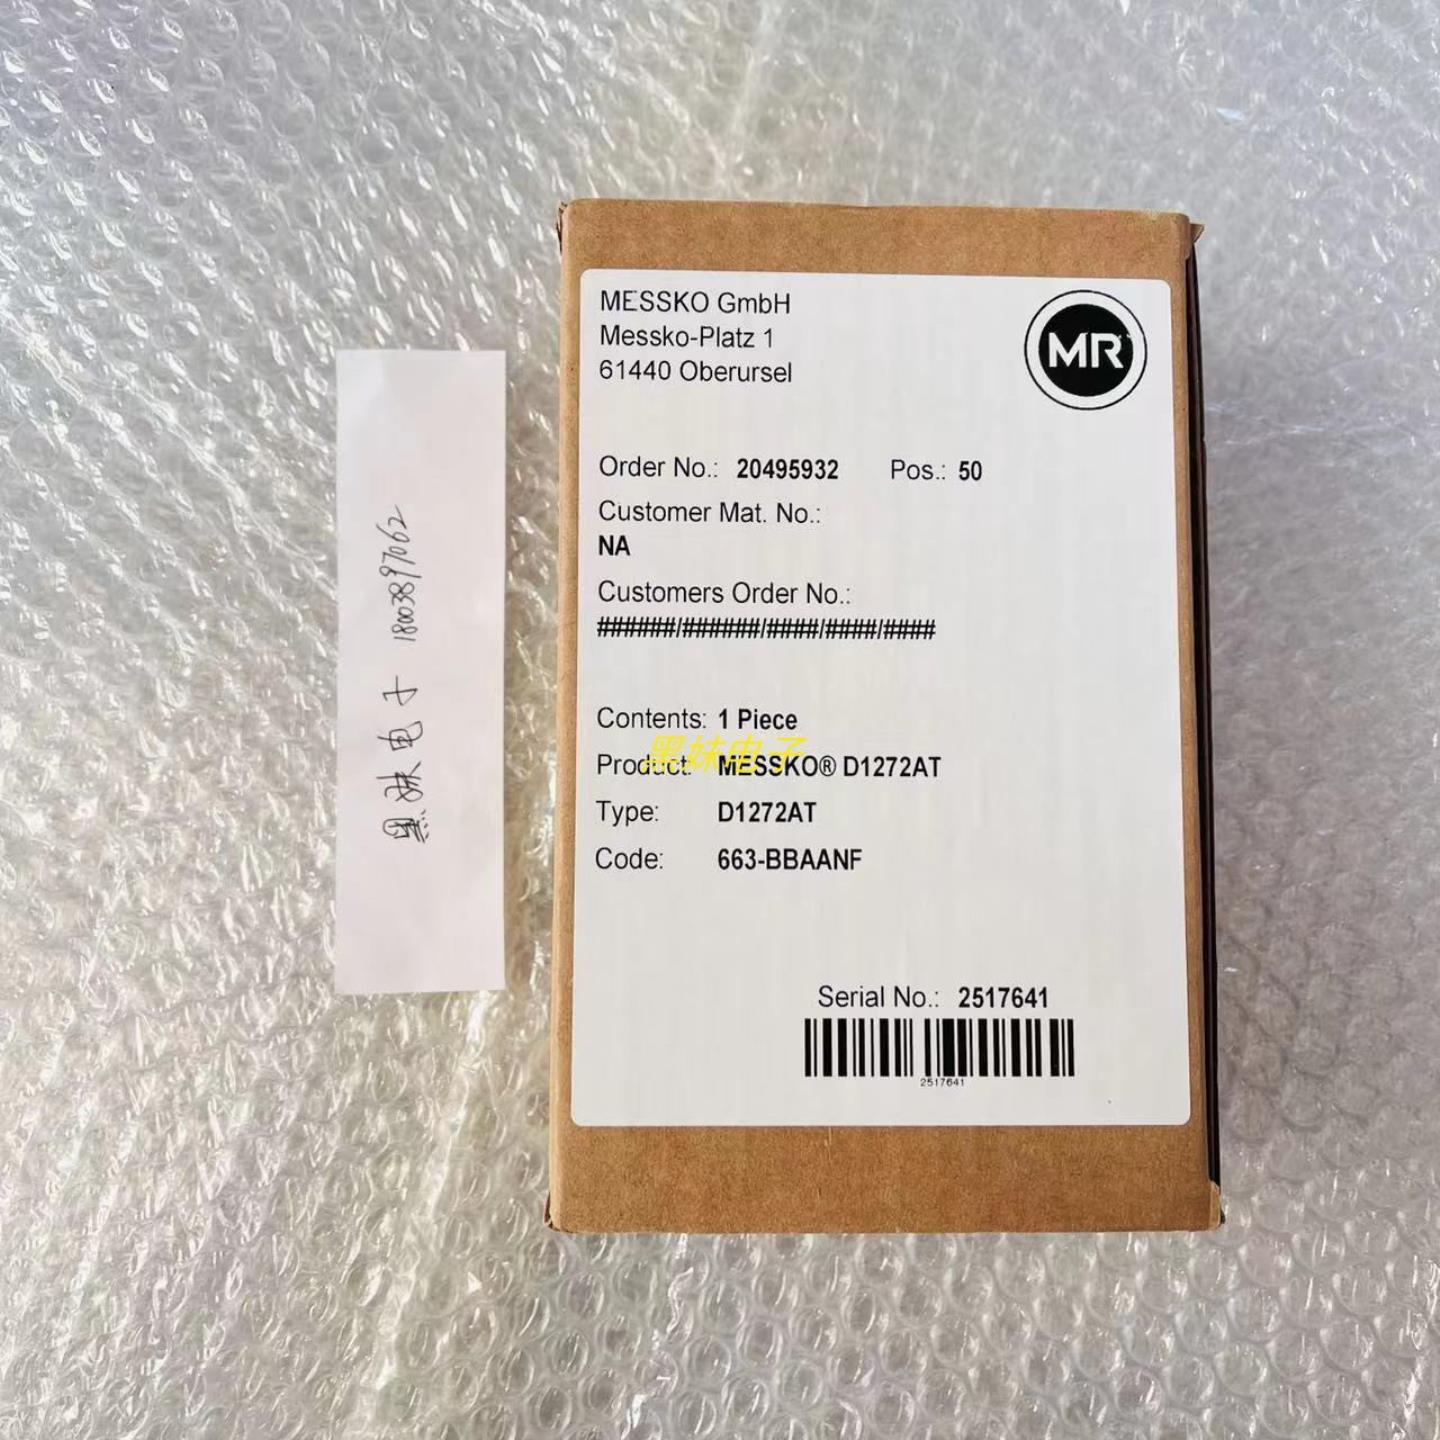 MESSKO GmbH
Messko-Platz 1
61440 Oberursel
MR
Order No.: 20495932 Pos.: 50
Customer Mat. No.:
NA
Customers Order No.:
######/######/####/####/####
Contents: 1 Piece
黑妹电子
Product: MESSKO® D1272AT
Type: D1272AT
Code: 663-BBAANF
Serial No.: 2517641
2517641
黑妹电子 18003897062